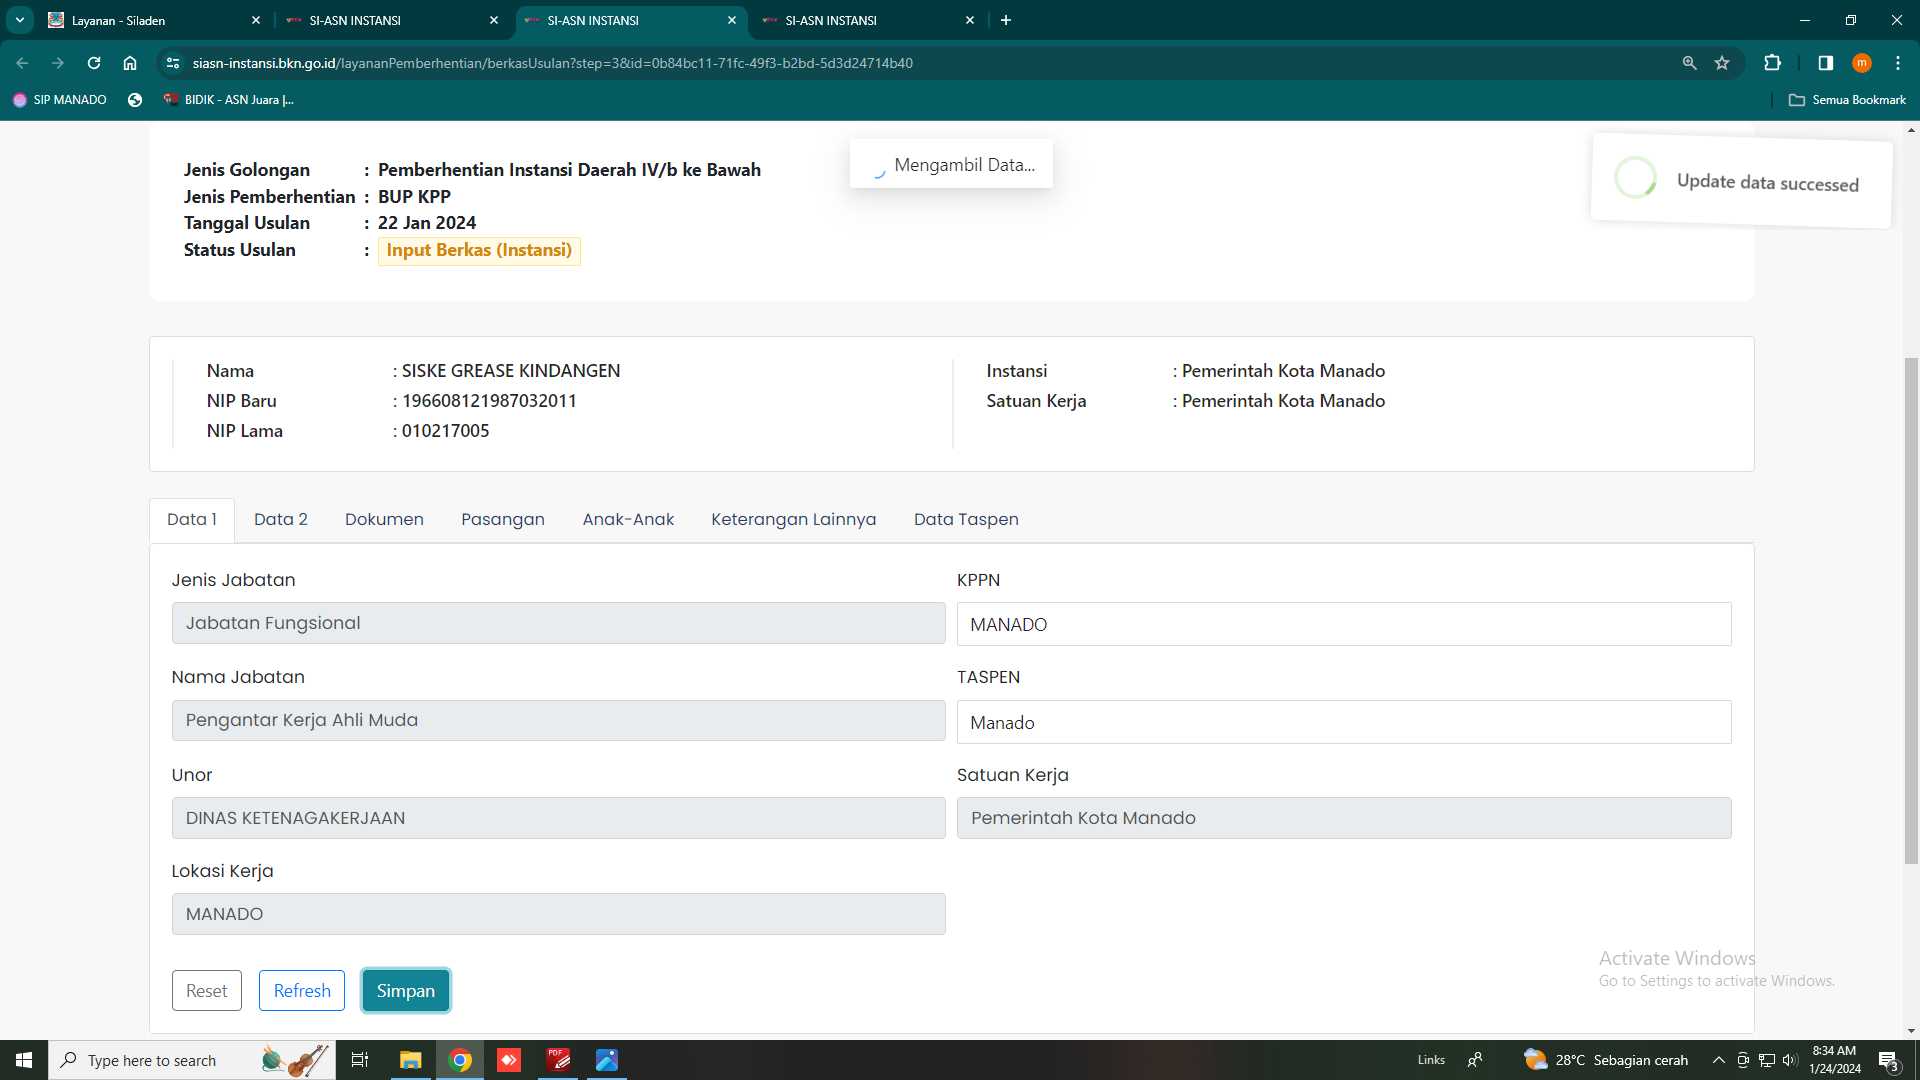 Layanan - Siladen
SI-ASN INSTANSI
SI-ASN INSTANSI
SI-ASN INSTANSI
siasn-instansi.bkn.go.id/layananPemberhentian/berkasUsulan?step=3&id=0b84bc11-71fc-49f3-b2bd-5d3d24714b40
m
SIP MANADO
BIDIK - ASN Juara |...
Semua Bookmark
Mengambil Data...
Update data successed
Jenis Golongan : Pemberhentian Instansi Daerah IV/b ke Bawah
Jenis Pemberhentian : BUP KPP
Tanggal Usulan : 22 Jan 2024
Status Usulan : Input Berkas (Instansi)
Nama : SISKE GREASE KINDANGEN
NIP Baru : 196608121987032011
NIP Lama : 010217005
Instansi : Pemerintah Kota Manado
Satuan Kerja : Pemerintah Kota Manado
Data 1 Data 2 Dokumen Pasangan Anak-Anak Keterangan Lainnya Data Taspen
Jenis Jabatan
Jabatan Fungsional
KPPN
MANADO
Nama Jabatan
Pengantar Kerja Ahli Muda
TASPEN
Manado
Unor
DINAS KETENAGAKERJAAN
Satuan Kerja
Pemerintah Kota Manado
Lokasi Kerja
MANADO
Reset Refresh Simpan
Activate Windows
Go to Settings to activate Windows.
Type here to search
PDF
Links
28°C Sebagian cerah
8:34 AM
1/24/2024
3